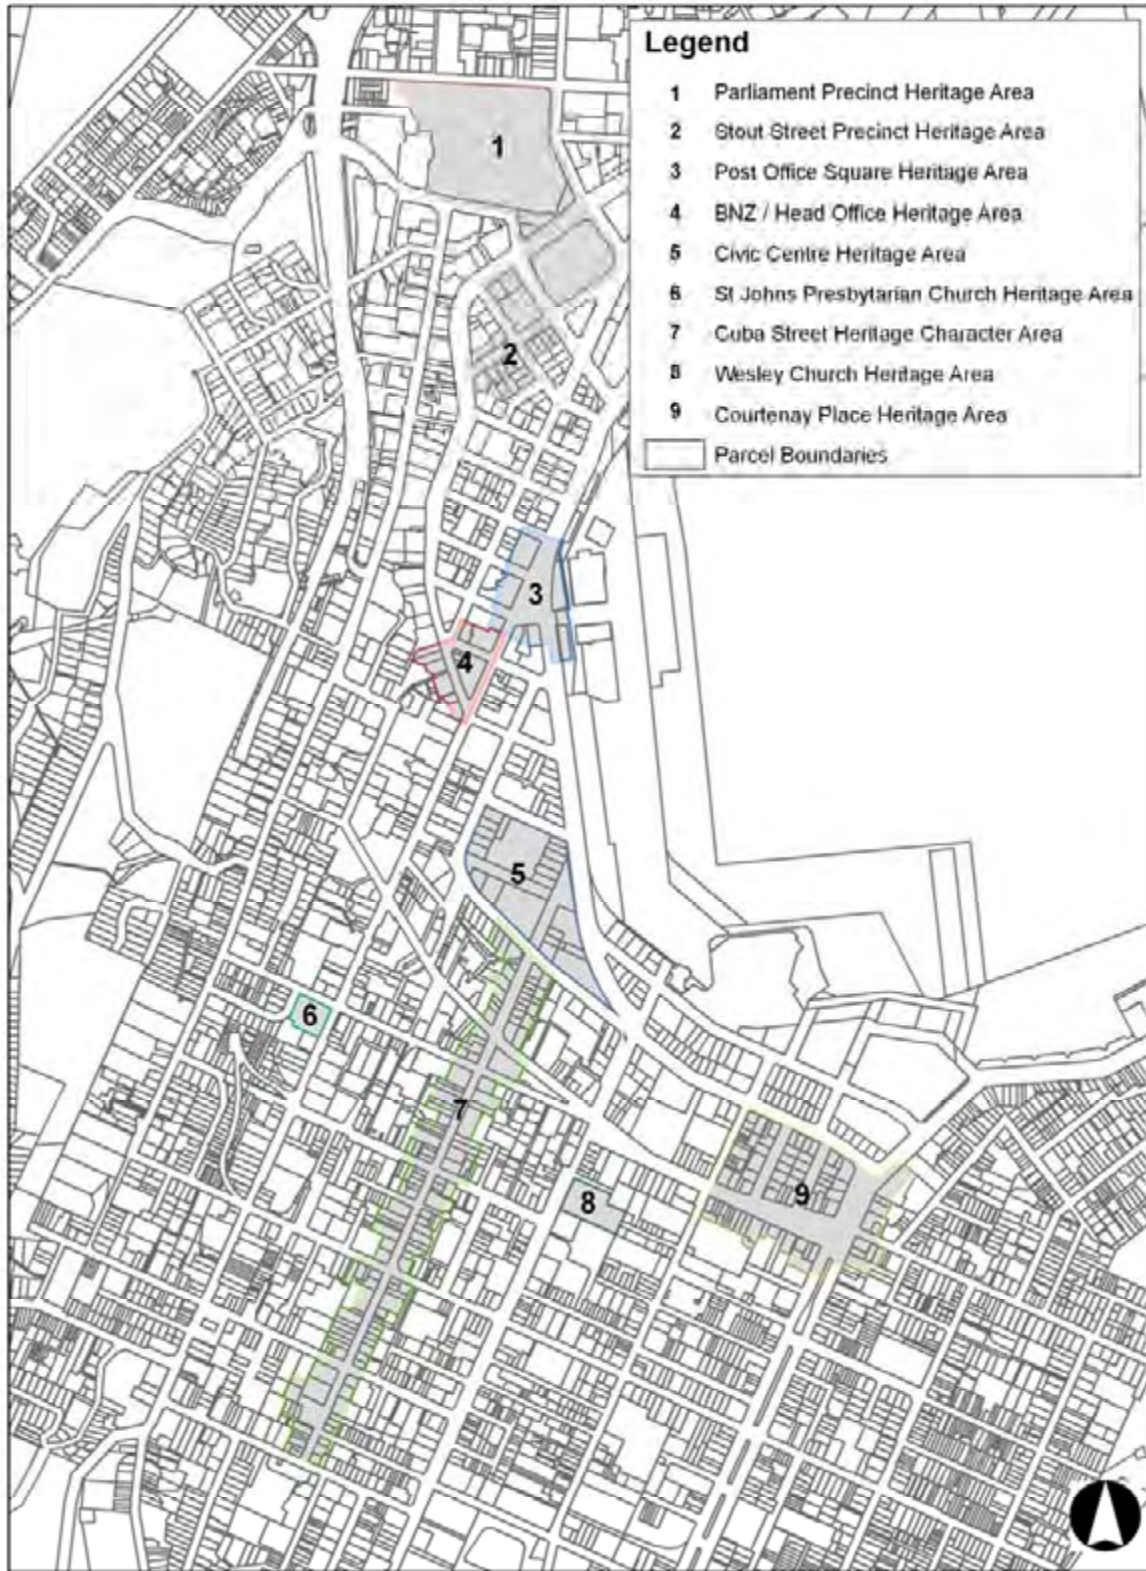 Legend
1 Parliament Precinct Heritage Area
2 Stout Street Precinct Heritage Area
3 Post Office Square Heritage Area
4 BNZ / Head Office Heritage Area
5 Civic Centre Heritage Area
6 St Johns Presbytarian Church Heritage Area
7 Cuba Street Heritage Character Area
8 Wesley Church Heritage Area
9 Courtenay Place Heritage Area
Parcel Boundaries
1
2
3
4
5
6
7
8
9